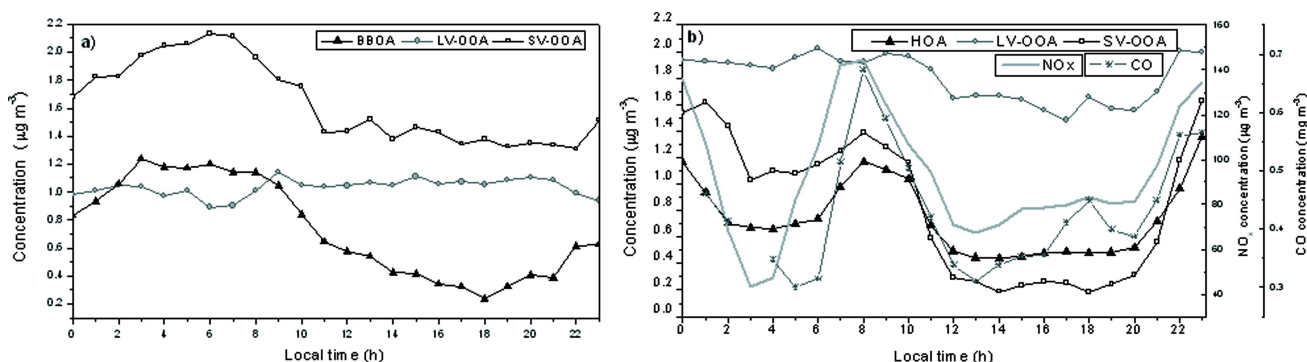 a)
BBOA LV-OOA SV-OOA
Concentration ( µg m-3)
2.2
2.0
1.8
1.6
1.4
1.2
1.0
0.8
0.6
0.4
0.2
0 2 4 6 8 10 12 14 16 18 20 22
Local time (h)
b)
HOA LV-OOA SV-OOA
NOx CO
Concentration (µg m-3)
2.2
2.0
1.8
1.6
1.4
1.2
1.0
0.8
0.6
0.4
0.2
0.0
0 2 4 6 8 10 12 14 16 18 20 22
Local time (h)
NOx concentration (µg m-3)
160
140
120
100
80
60
40
CO concentration (mg m-3)
0.7
0.6
0.5
0.4
0.3